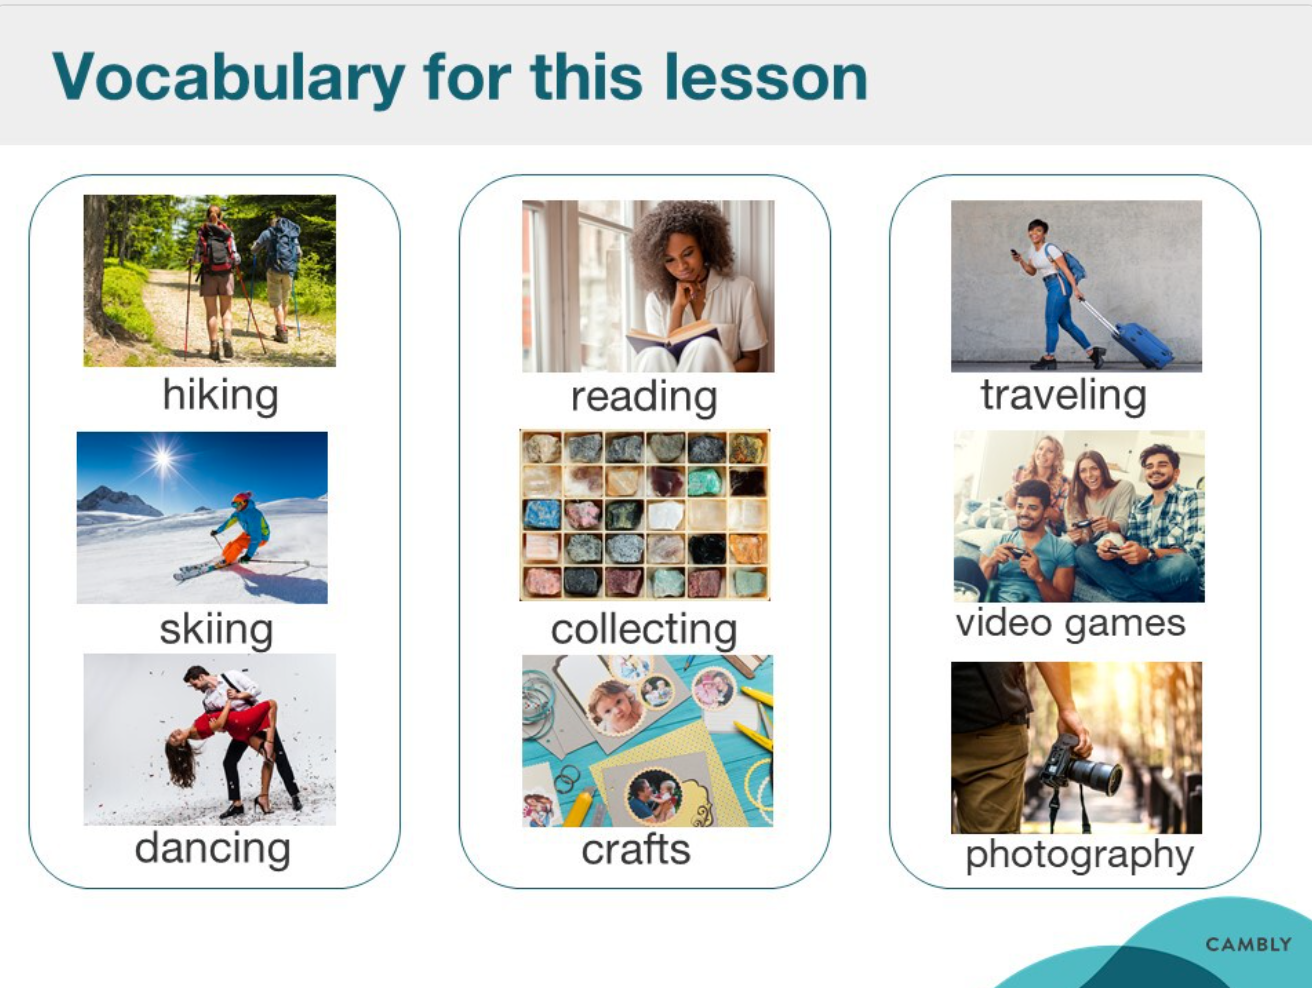 Vocabulary for this lesson
hiking
skiing
dancing
reading
collecting
crafts
traveling
video games
photography
CAMBLY